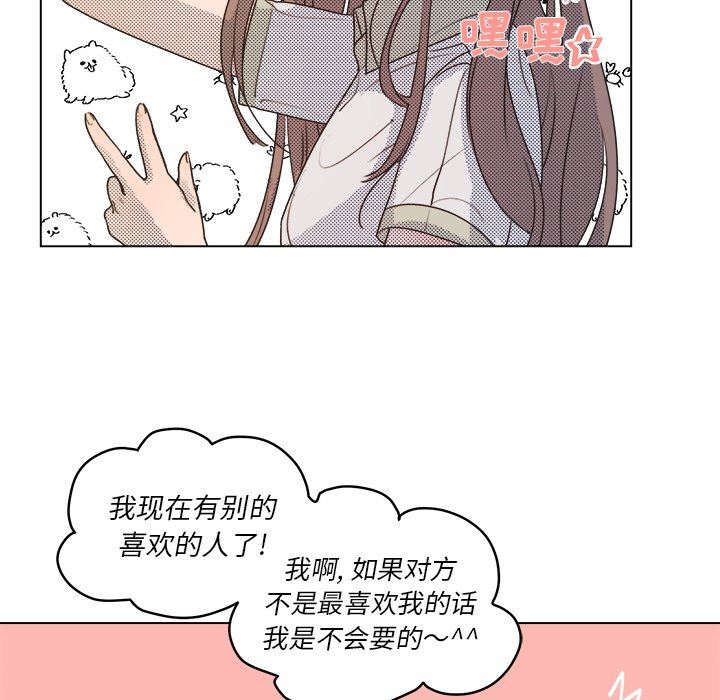 嘿嘿☆
我现在有别的
喜欢的人了!
我啊, 如果对方
不是最喜欢我的话
我是不会要的～^^